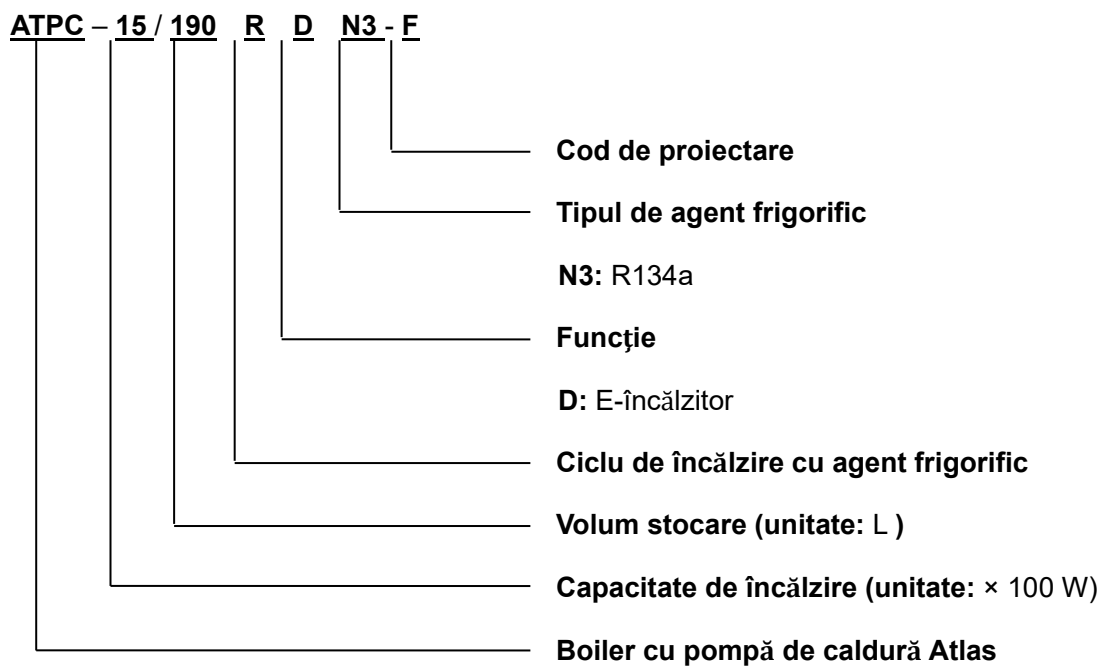 ATPC – 15 / 190 R D N3 - F
Cod de proiectare
Tipul de agent frigorific
N3: R134a
Funcţie
D: E-încălzitor
Ciclu de încălzire cu agent frigorific
Volum stocare (unitate: L )
Capacitate de încălzire (unitate: × 100 W)
Boiler cu pompă de caldură Atlas